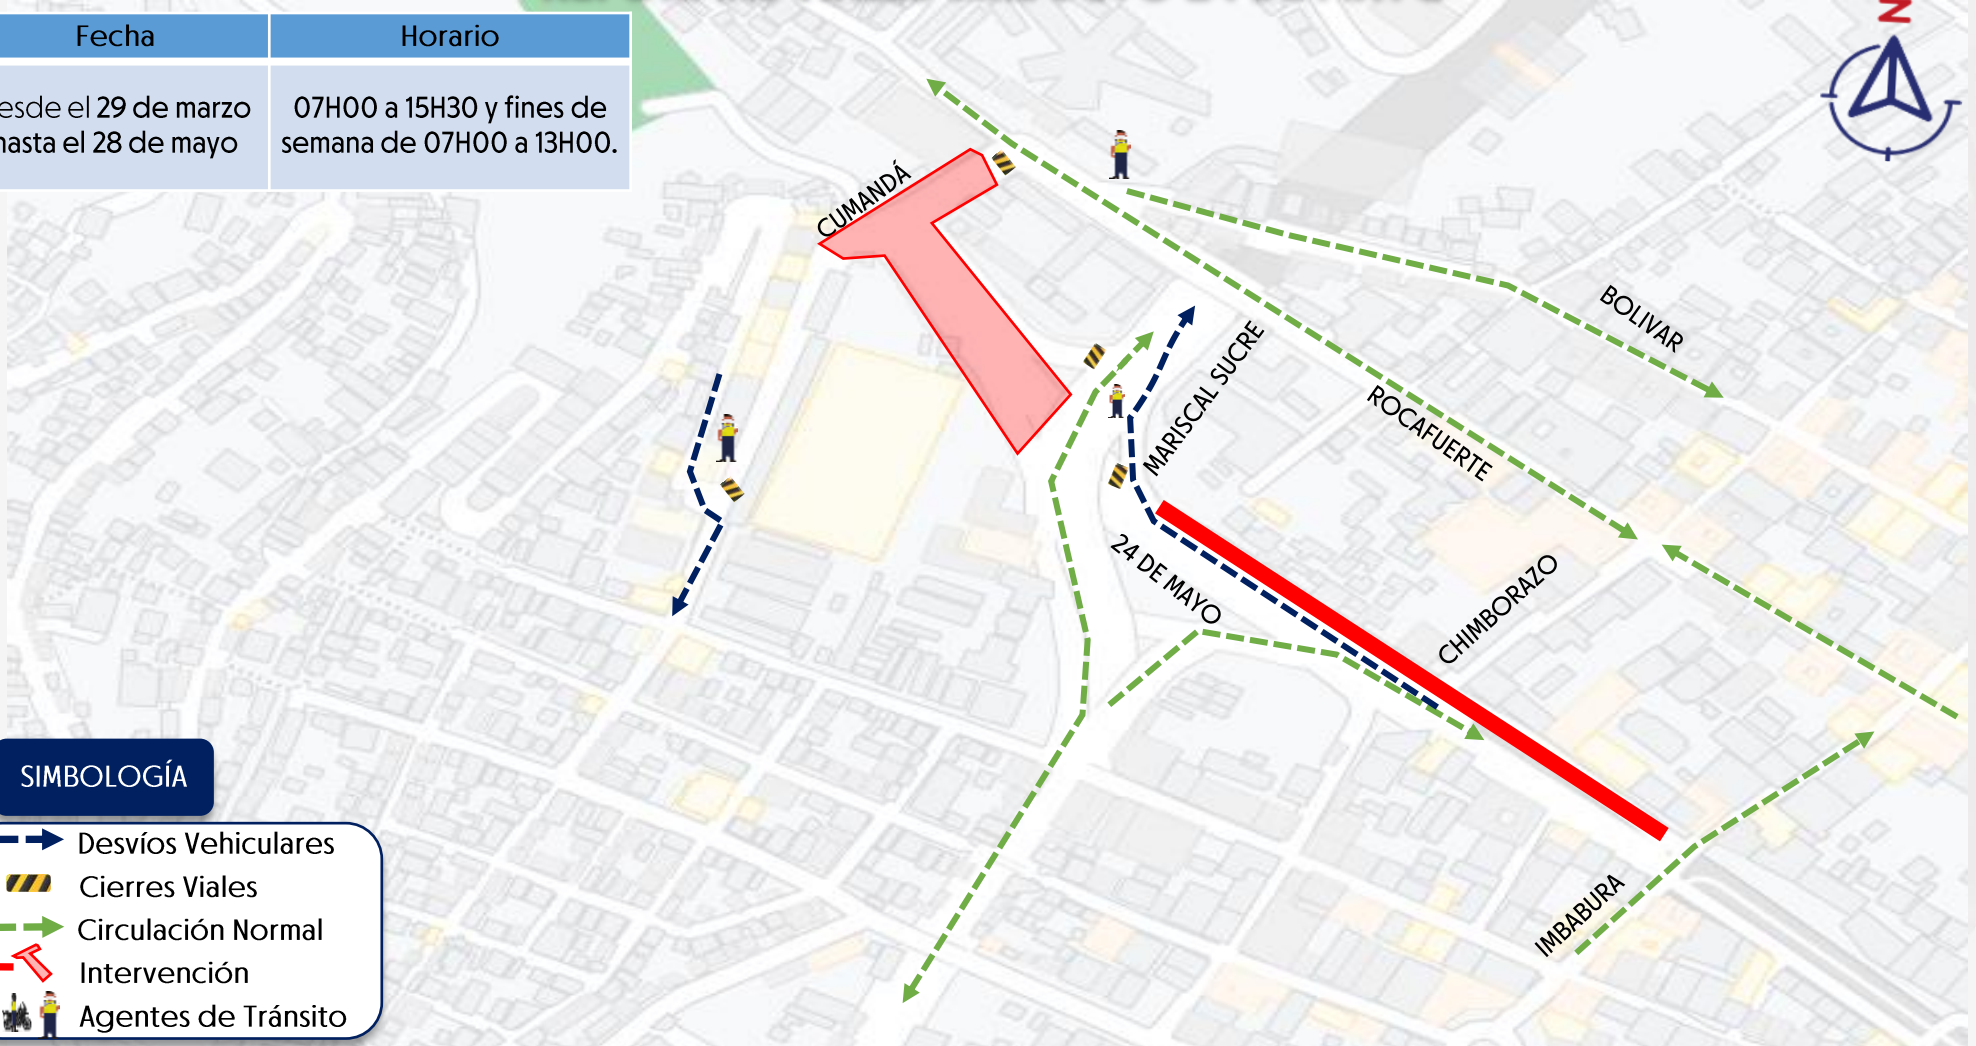 Fecha
Horario
esde el 29 de marzo
hasta el 28 de mayo
07H00 a 15H30 y fines de
semana de 07H00 a 13H00.
N
CUMANDÁ
BOLIVAR
MARISCAL SUCRE
ROCAFUERTE
24 DE MAYO
CHIMBORAZO
IMBABURA
SIMBOLOGÍA
Desvíos Vehiculares
Cierres Viales
Circulación Normal
Intervención
Agentes de Tránsito